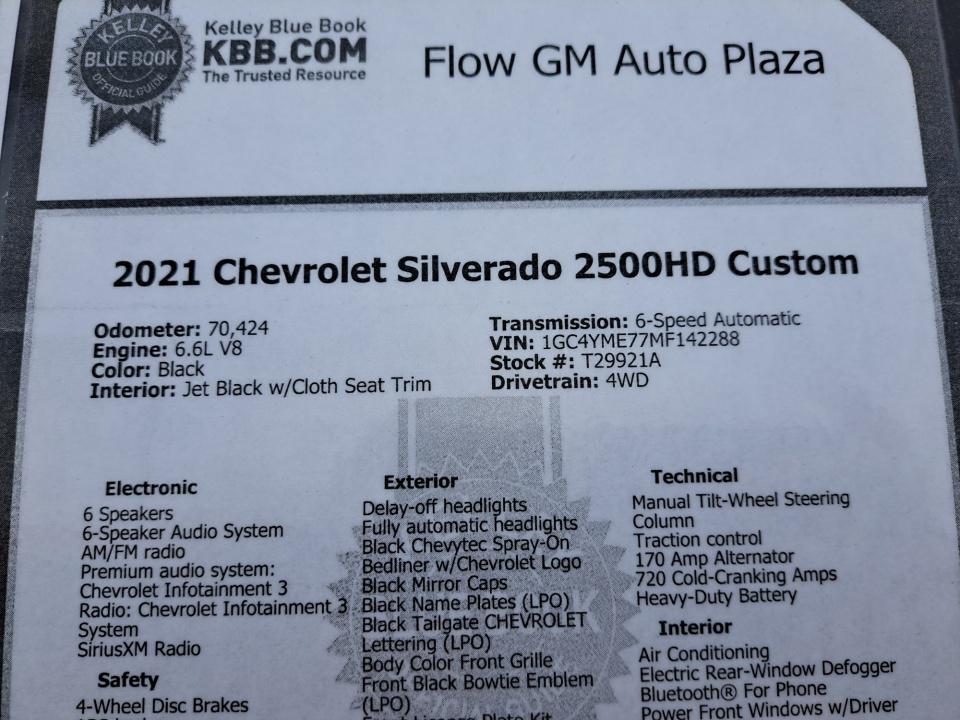 KELLEY
BLUE BOOK
OFFICIAL GUIDE
Kelley Blue Book
KBB.COM
The Trusted Resource
Flow GM Auto Plaza
2021 Chevrolet Silverado 2500HD Custom
Odometer: 70,424
Engine: 6.6L V8
Color: Black
Interior: Jet Black w/Cloth Seat Trim
Transmission: 6-Speed Automatic
VIN: 1GC4YME77MF142288
Stock #: T29921A
Drivetrain: 4WD
Electronic
6 Speakers
6-Speaker Audio System
AM/FM radio
Premium audio system:
Chevrolet Infotainment 3
Radio: Chevrolet Infotainment 3
System
SiriusXM Radio
Safety
4-Wheel Disc Brakes
Exterior
Delay-off headlights
Fully automatic headlights
Black Chevytec Spray-On
Bedliner w/Chevrolet Logo
Black Mirror Caps
Black Name Plates (LPO)
Black Tailgate CHEVROLET
Lettering (LPO)
Body Color Front Grille
Front Black Bowtie Emblem
(LPO)
Front License Plate Kit
Technical
Manual Tilt-Wheel Steering
Column
Traction control
170 Amp Alternator
720 Cold-Cranking Amps
Heavy-Duty Battery
Interior
Air Conditioning
Electric Rear-Window Defogger
Bluetooth® For Phone
Power Front Windows w/Driver